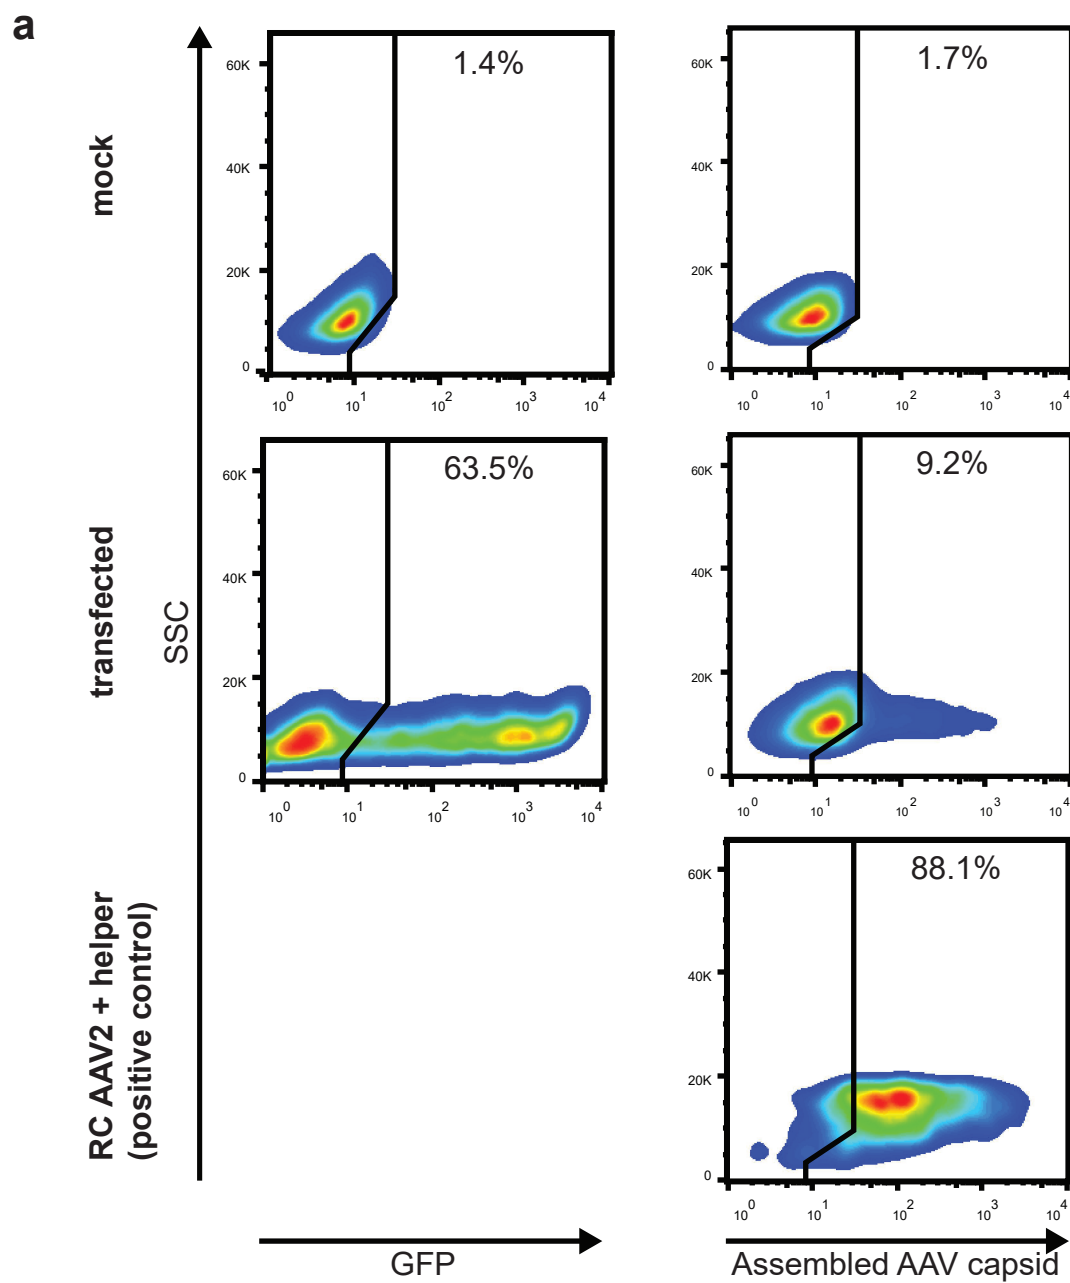 a
mock
1.4%
60K
40K
20K
0
10^0 10^1 10^2 10^3 10^4
1.7%
60K
40K
20K
0
10^0 10^1 10^2 10^3 10^4
transfected
SSC
63.5%
60K
40K
20K
0
10^0 10^1 10^2 10^3 10^4
9.2%
60K
40K
20K
0
10^0 10^1 10^2 10^3 10^4
RC AAV2 + helper
(positive control)
88.1%
60K
40K
20K
0
10^0 10^1 10^2 10^3 10^4
GFP
Assembled AAV capsid